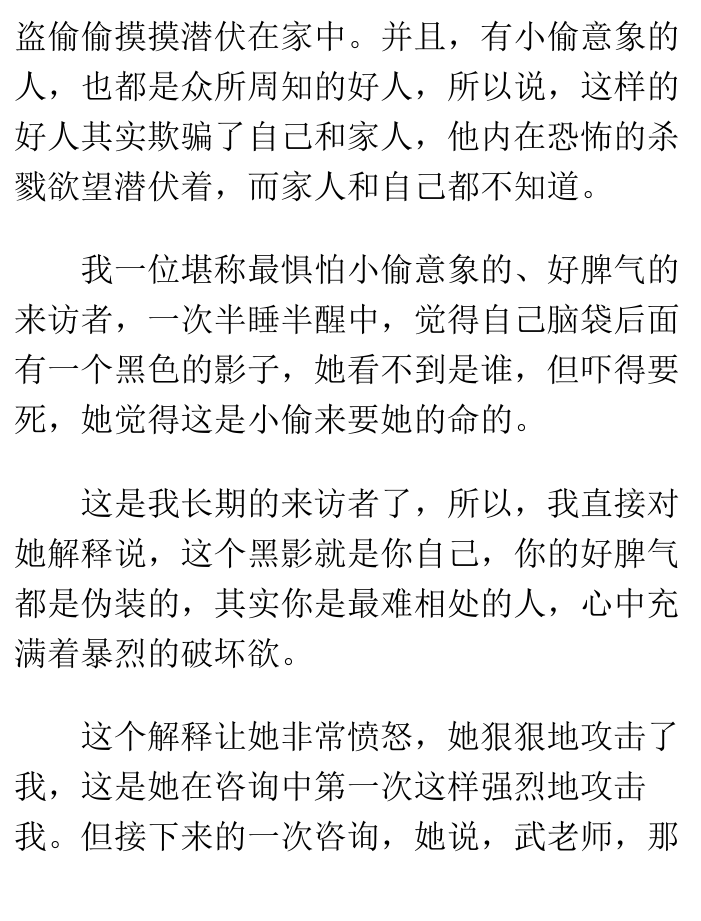 盗偷偷摸摸潜伏在家中。并且，有小偷意象的
人，也都是众所周知的好人，所以说，这样的
好人其实欺骗了自己和家人，他内在恐怖的杀
戮欲望潜伏着，而家人和自己都不知道。
我一位堪称最惧怕小偷意象的、好脾气的
来访者，一次半睡半醒中，觉得自己脑袋后面
有一个黑色的影子，她看不到是谁，但吓得要
死，她觉得这是小偷来要她的命的。
这是我长期的来访者了，所以，我直接对
她解释说，这个黑影就是你自己，你的好脾气
都是伪装的，其实你是最难相处的人，心中充
满着暴烈的破坏欲。
这个解释让她非常愤怒，她狠狠地攻击了
我，这是她在咨询中第一次这样强烈地攻击
我。但接下来的一次咨询，她说，武老师，那